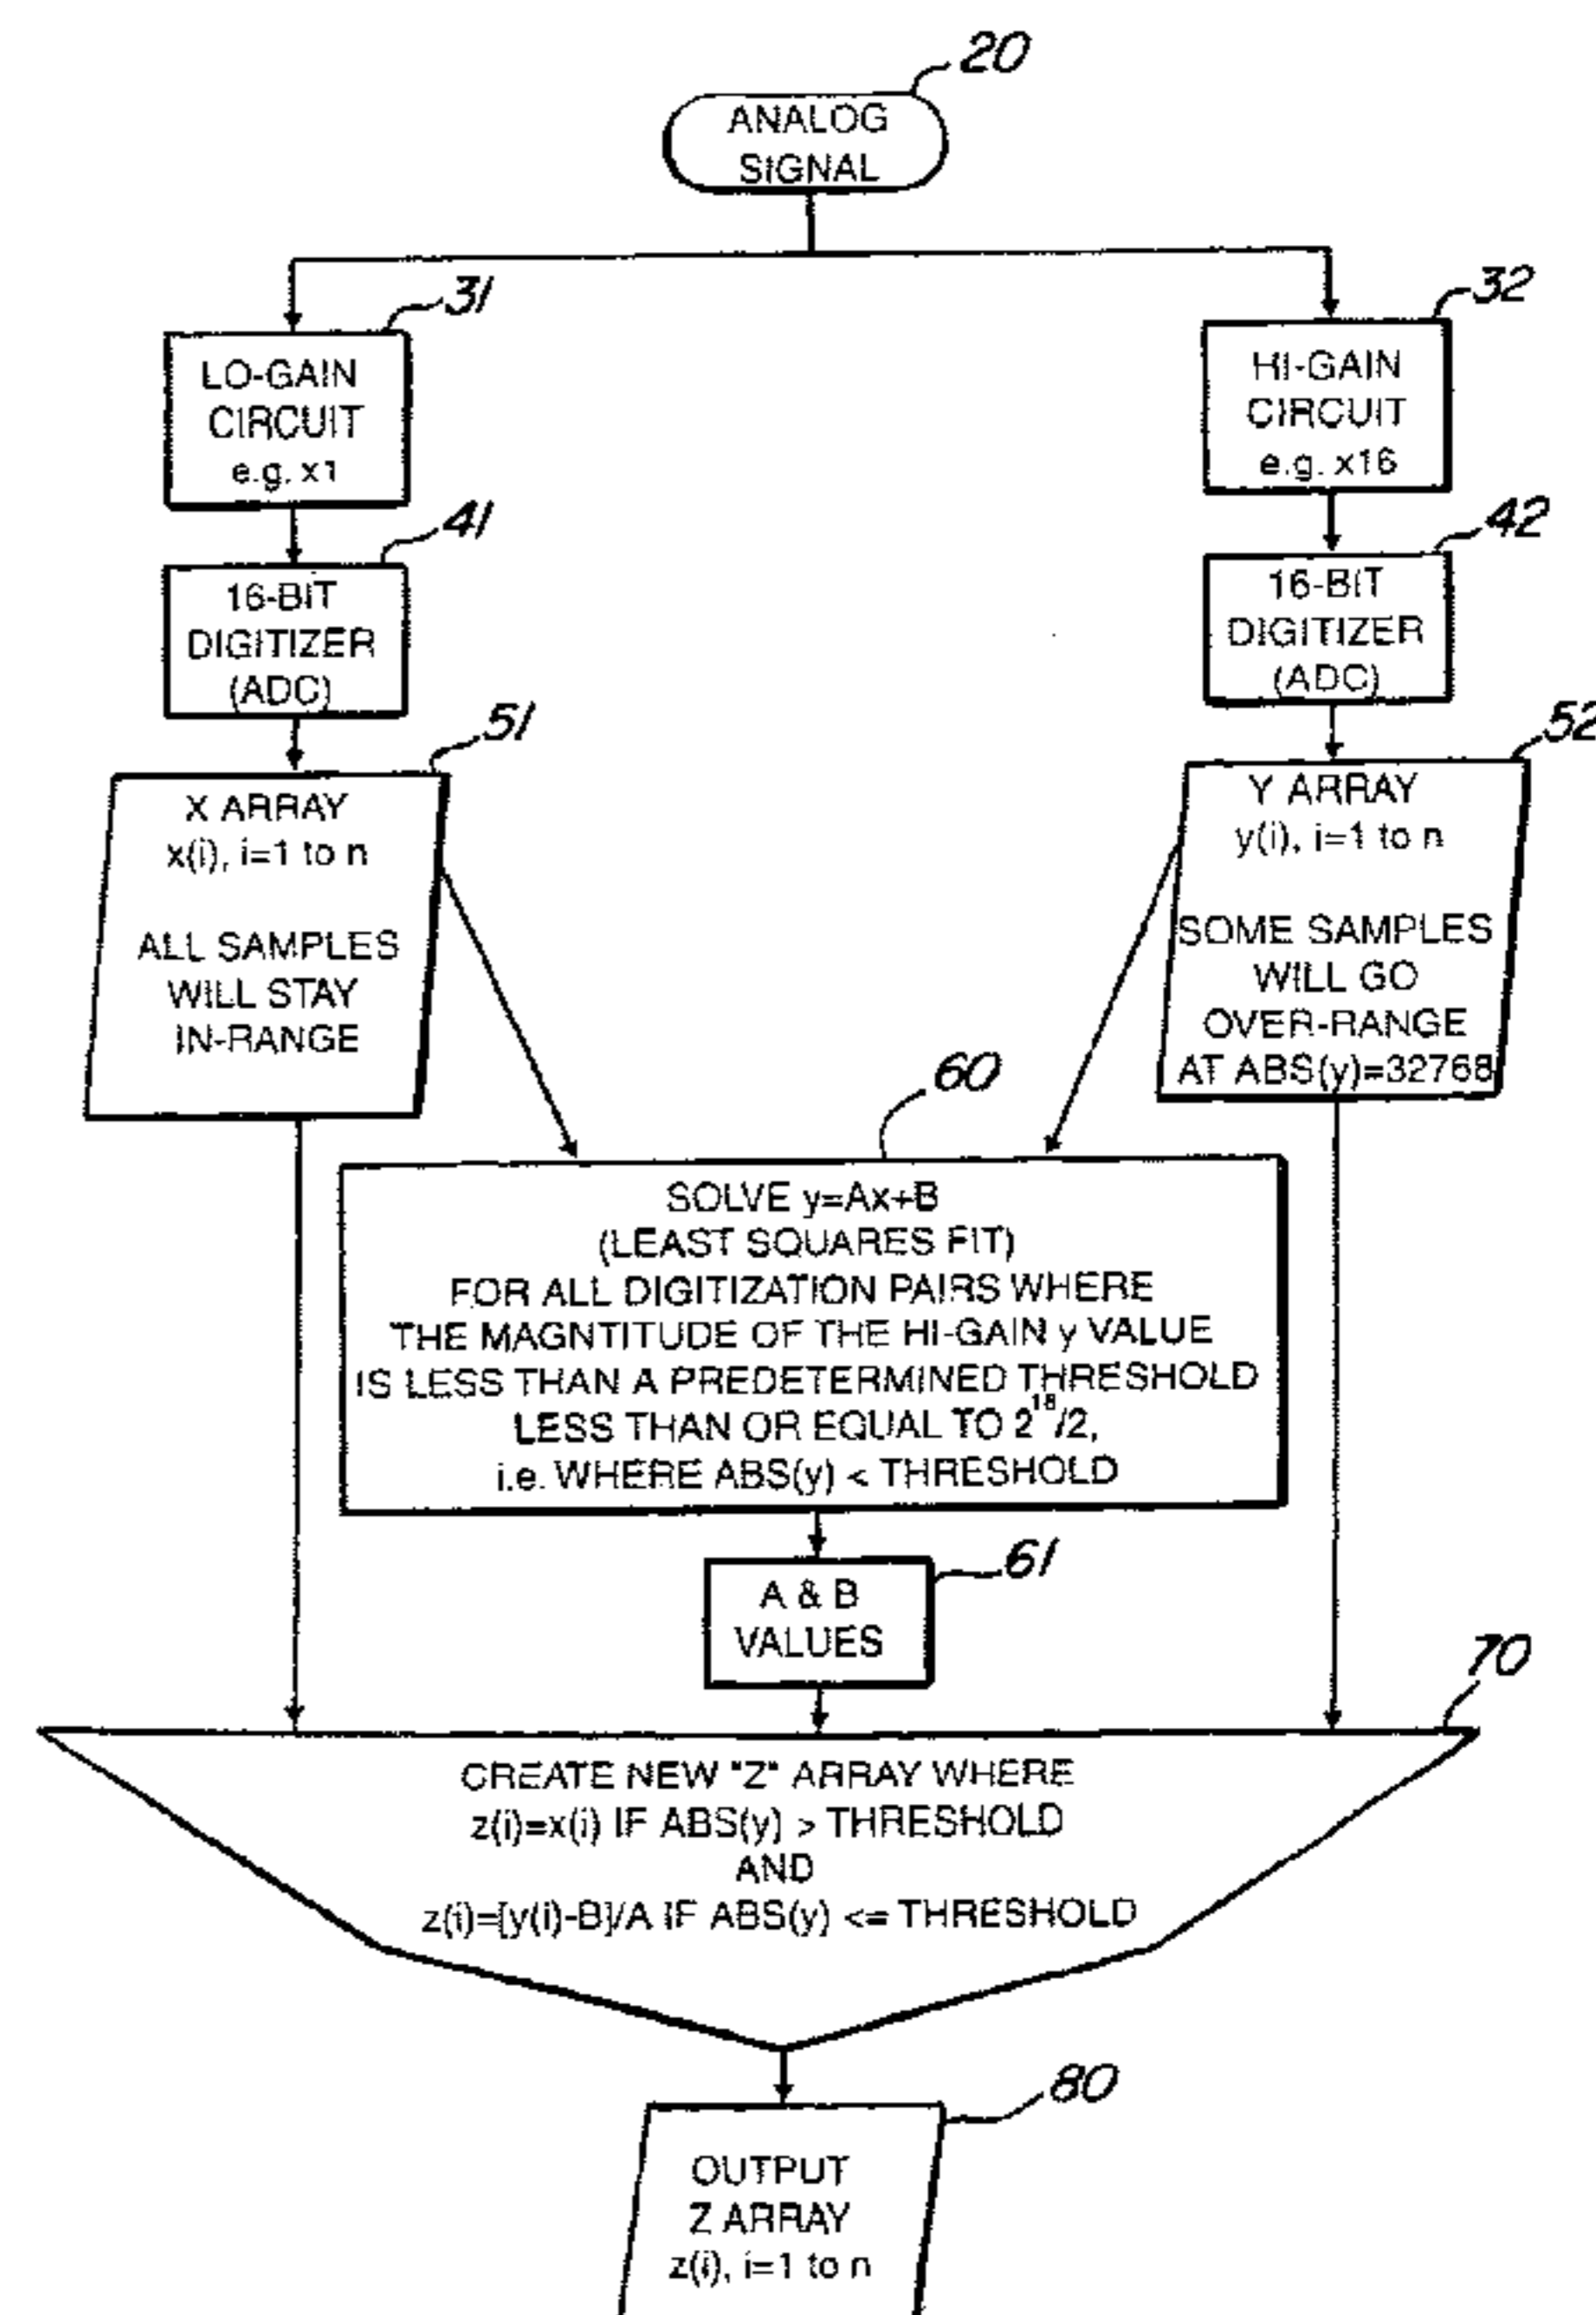 20
ANALOG
SIGNAL
31
LO-GAIN
CIRCUIT
e.g. x1
32
HI-GAIN
CIRCUIT
e.g. x16
41
16-BIT
DIGITIZER
(ADC)
42
16-BIT
DIGITIZER
(ADC)
51
X ARRAY
x(i), i=1 to n
ALL SAMPLES
WILL STAY
IN-RANGE
52
Y ARRAY
y(i), i=1 to n
SOME SAMPLES
WILL GO
OVER-RANGE
AT ABS(y)=32768
60
SOLVE y=Ax+B
(LEAST SQUARES FIT)
FOR ALL DIGITIZATION PAIRS WHERE
THE MAGNTITUDE OF THE HI-GAIN y VALUE
IS LESS THAN A PREDETERMINED THRESHOLD
LESS THAN OR EQUAL TO 2^16/2,
i.e. WHERE ABS(y) < THRESHOLD
61
A & B
VALUES
70
CREATE NEW "Z" ARRAY WHERE
z(i)=x(i) IF ABS(y) > THRESHOLD
AND
z(i)=[y(i)-B]/A IF ABS(y) <= THRESHOLD
80
OUTPUT
Z ARRAY
z(i), i=1 to n